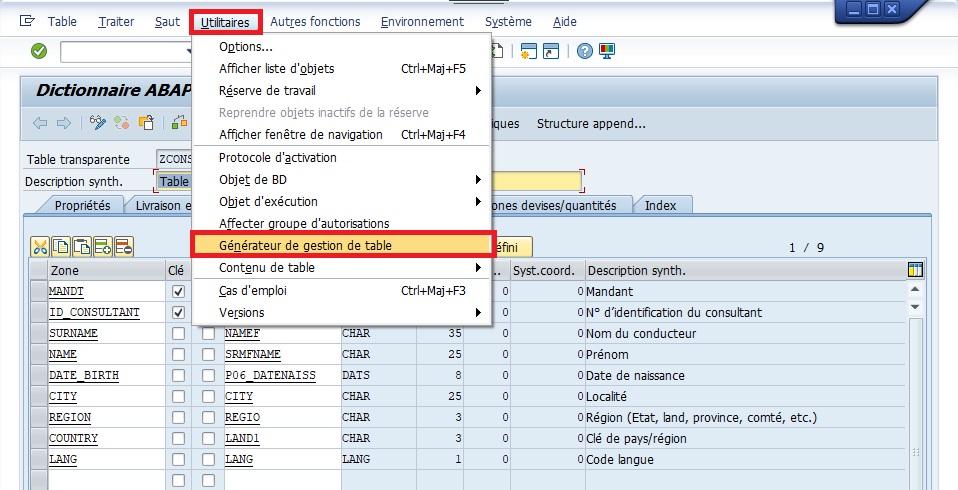 Table Traiter Saut Utilitaires Autres fonctions Environnement Système Aide
Options...
Afficher liste d'objets Ctrl+Maj+F5
Réserve de travail
Reprendre objets inactifs de la réserve
Afficher fenêtre de navigation Ctrl+Maj+F4
Protocole d'activation
Objet de BD
Objet d'exécution
Affecter groupe d'autorisations
Générateur de gestion de table
Contenu de table
Cas d'emploi Ctrl+Maj+F3
Versions
Dictionnaire ABAP
iques Structure append...
Table transparente ZCONS
Description synth. Table
Propriétés Livraison e ones devises/quantités Index
éfini 1 / 9
Zone Clé .. Syst.coord. Description synth.
MANDT 0 0 Mandant
ID_CONSULTANT 0 0 N° d'identification du consultant
SURNAME NAMEF CHAR 35 0 0 Nom du conducteur
NAME SRMFNAME CHAR 25 0 0 Prénom
DATE_BIRTH P06_DATENAISS DATS 8 0 0 Date de naissance
CITY CITY CHAR 25 0 0 Localité
REGION REGIO CHAR 3 0 0 Région (Etat, land, province, comté, etc.)
COUNTRY LAND1 CHAR 3 0 0 Clé de pays/région
LANG LANG LANG 1 0 0 Code langue